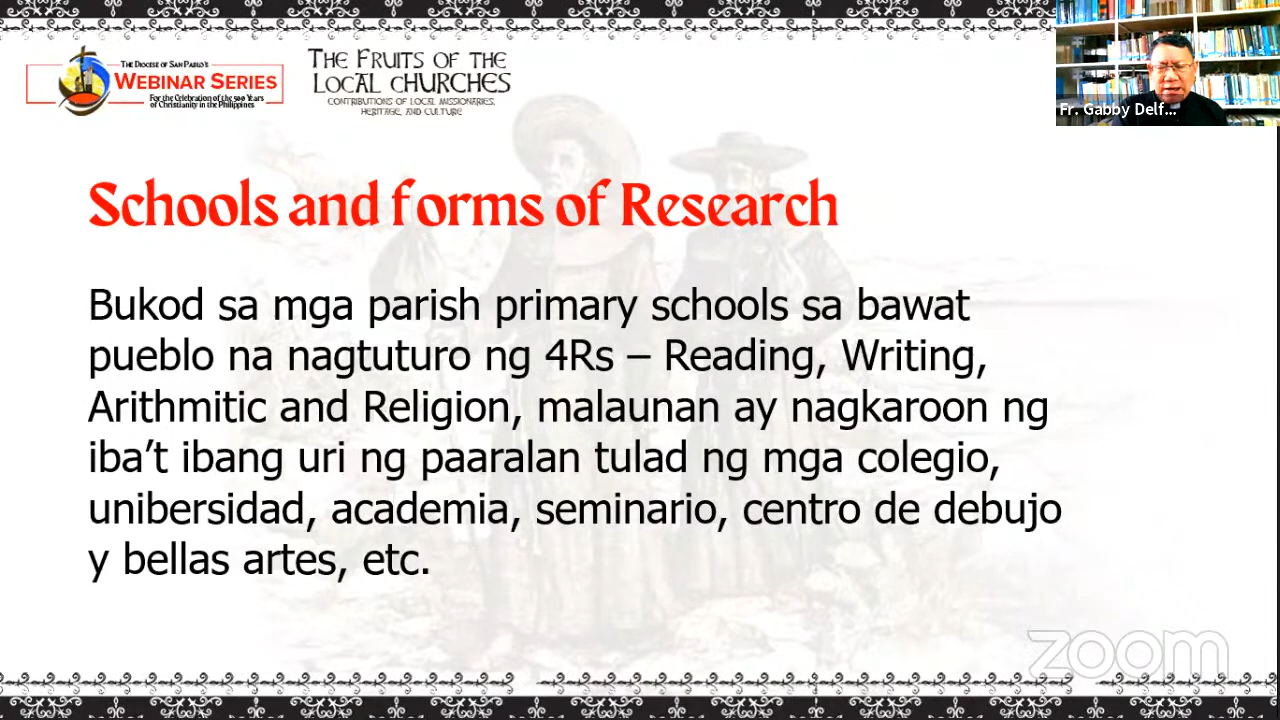 The Diocese of San Pablo's
Webinar Series
For the Celebration of the 500 Years
of Christianity in the Philippines
The Fruits of the
Local Churches
Contributions of Local Missionaries,
Heritage, and Culture
Fr. Gabby Delf...
Schools and forms of Research
Bukod sa mga parish primary schools sa bawat
pueblo na nagtuturo ng 4Rs – Reading, Writing,
Arithmitic and Religion, malaunan ay nagkaroon ng
iba't ibang uri ng paaralan tulad ng mga colegio,
unibersidad, academia, seminario, centro de debujo
y bellas artes, etc.
zoom